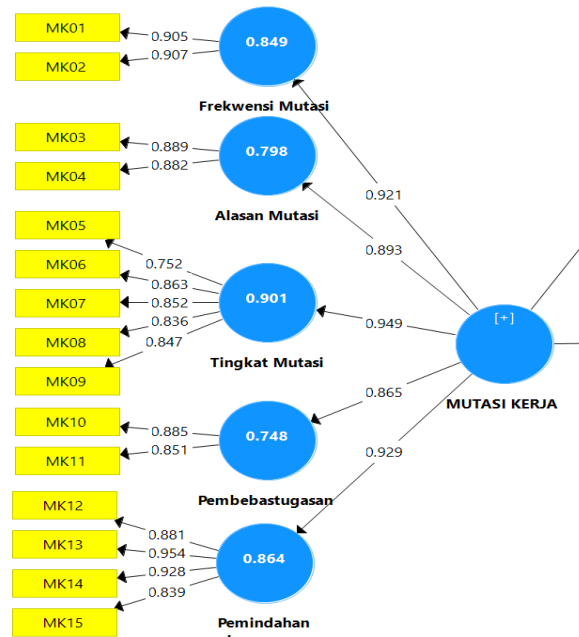 MK01
0.905
0.849
MK02
0.907
Frekwensi Mutasi
MK03
0.889
0.798
MK04
0.882
0.921
Alasan Mutasi
0.893
MK05
0.752
MK06
0.863
MK07
0.852
0.901
MK08
0.836
0.949
[+]
MK09
0.847
Tingkat Mutasi
MUTASI KERJA
MK10
0.885
0.748
0.865
MK11
0.851
0.929
Pembebastugasan
MK12
0.881
MK13
0.954
0.864
MK14
0.928
MK15
0.839
Pemindahan